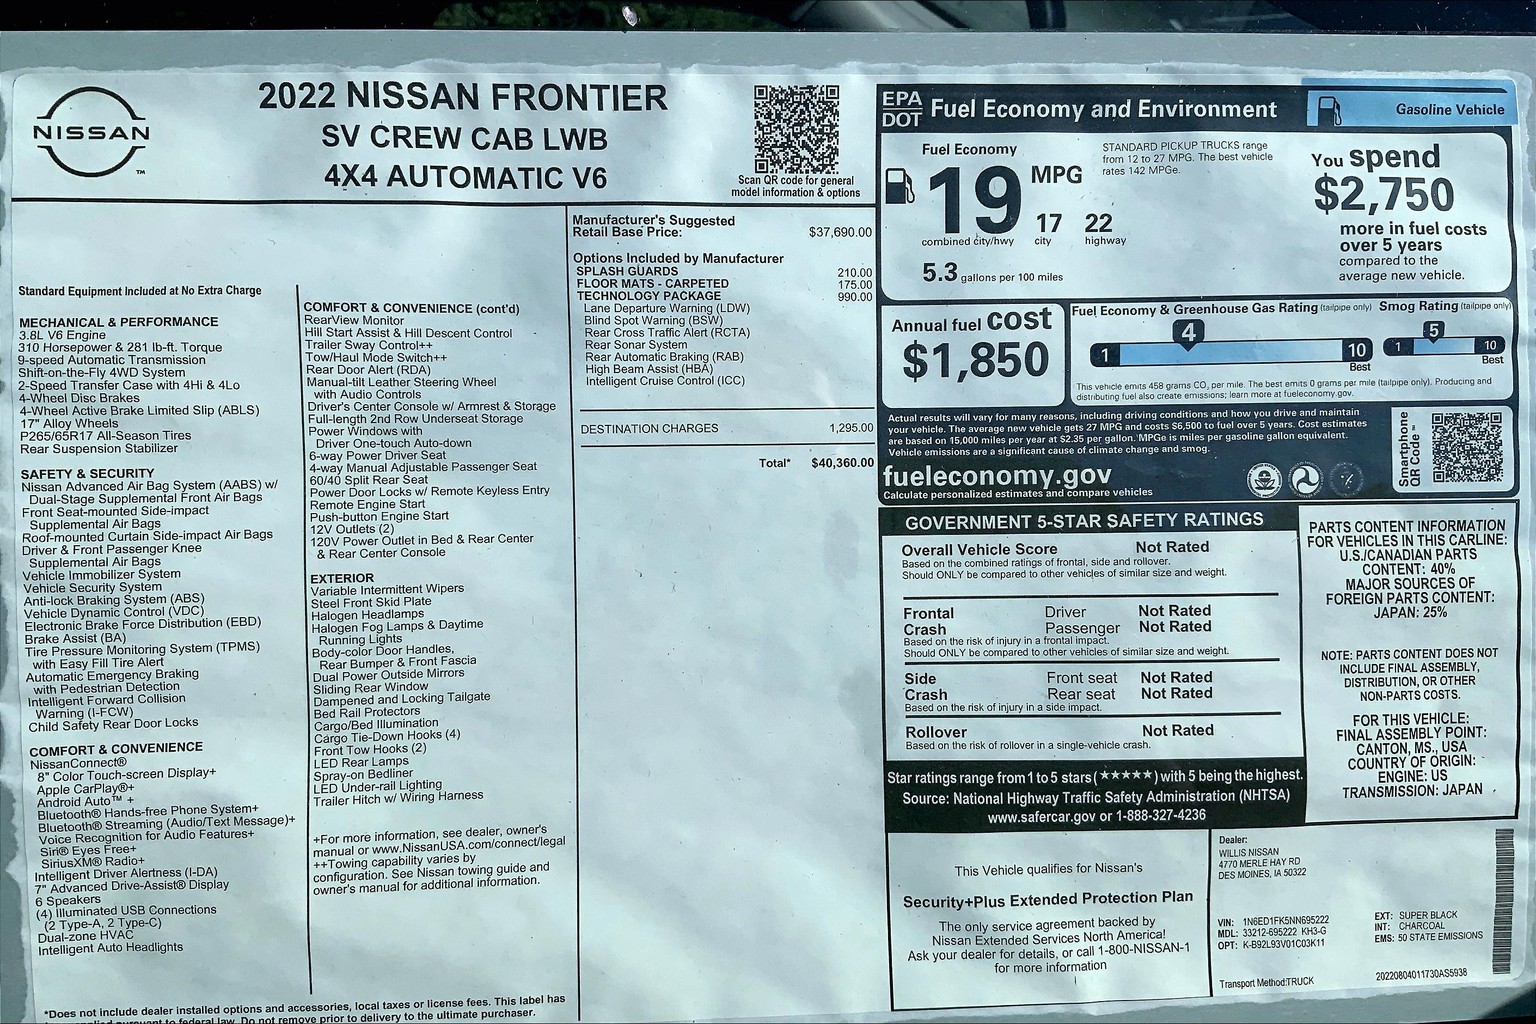 NISSAN
TM
2022 NISSAN FRONTIER
SV CREW CAB LWB
4X4 AUTOMATIC V6
Scan QR code for general
model information & options
Standard Equipment Included at No Extra Charge
MECHANICAL & PERFORMANCE
3.8L V6 Engine
310 Horsepower & 281 lb-ft. Torque
9-speed Automatic Transmission
Shift-on-the-Fly 4WD System
2-Speed Transfer Case with 4Hi & 4Lo
4-Wheel Disc Brakes
4-Wheel Active Brake Limited Slip (ABLS)
17" Alloy Wheels
P265/65R17 All-Season Tires
Rear Suspension Stabilizer
SAFETY & SECURITY
Nissan Advanced Air Bag System (AABS) w/
Dual-Stage Supplemental Front Air Bags
Front Seat-mounted Side-impact
Supplemental Air Bags
Roof-mounted Curtain Side-impact Air Bags
Driver & Front Passenger Knee
Supplemental Air Bags
Vehicle Immobilizer System
Vehicle Security System
Anti-lock Braking System (ABS)
Vehicle Dynamic Control (VDC)
Electronic Brake Force Distribution (EBD)
Brake Assist (BA)
Tire Pressure Monitoring System (TPMS)
with Easy Fill Tire Alert
Automatic Emergency Braking
with Pedestrian Detection
Intelligent Forward Collision
Warning (I-FCW)
Child Safety Rear Door Locks
COMFORT & CONVENIENCE
NissanConnect®
8" Color Touch-screen Display+
Apple CarPlay®+
Android Auto™ +
Bluetooth® Hands-free Phone System+
Bluetooth® Streaming (Audio/Text Message)+
Voice Recognition for Audio Features+
Siri® Eyes Free+
SiriusXM® Radio+
Intelligent Driver Alertness (I-DA)
7" Advanced Drive-Assist® Display
6 Speakers
(4) Illuminated USB Connections
(2 Type-A, 2 Type-C)
Dual-zone HVAC
Intelligent Auto Headlights
COMFORT & CONVENIENCE (cont'd)
RearView Monitor
Hill Start Assist & Hill Descent Control
Trailer Sway Control++
Tow/Haul Mode Switch++
Rear Door Alert (RDA)
Manual-tilt Leather Steering Wheel
with Audio Controls
Driver's Center Console w/ Armrest & Storage
Full-length 2nd Row Underseat Storage
Power Windows with
Driver One-touch Auto-down
6-way Power Driver Seat
4-way Manual Adjustable Passenger Seat
60/40 Split Rear Seat
Power Door Locks w/ Remote Keyless Entry
Remote Engine Start
Push-button Engine Start
12V Outlets (2)
120V Power Outlet in Bed & Rear Center
& Rear Center Console
EXTERIOR
Variable Intermittent Wipers
Steel Front Skid Plate
Halogen Headlamps
Halogen Fog Lamps & Daytime
Running Lights
Body-color Door Handles,
Rear Bumper & Front Fascia
Dual Power Outside Mirrors
Sliding Rear Window
Dampened and Locking Tailgate
Bed Rail Protectors
Cargo/Bed Illumination
Cargo Tie-Down Hooks (4)
Front Tow Hooks (2)
LED Rear Lamps
Spray-on Bedliner
LED Under-rail Lighting
Trailer Hitch w/ Wiring Harness
+For more information, see dealer, owner's
manual or www.NissanUSA.com/connect/legal
++Towing capability varies by
configuration. See Nissan towing guide and
owner's manual for additional information.
*Does not include dealer installed options and accessories, local taxes or license fees. This label has
pursuant to federal law. Do not remove prior to delivery to the ultimate purchaser.
Manufacturer's Suggested
Retail Base Price: $37,690.00
Options Included by Manufacturer
SPLASH GUARDS 210.00
FLOOR MATS - CARPETED 175.00
TECHNOLOGY PACKAGE 990.00
Lane Departure Warning (LDW)
Blind Spot Warning (BSW)
Rear Cross Traffic Alert (RCTA)
Rear Sonar System
Rear Automatic Braking (RAB)
High Beam Assist (HBA)
Intelligent Cruise Control (ICC)
DESTINATION CHARGES 1,295.00
Total* $40,360.00
EPA
DOT
Fuel Economy and Environment
Gasoline Vehicle
Fuel Economy
19 MPG
combined city/hwy
17
city
22
highway
5.3 gallons per 100 miles
STANDARD PICKUP TRUCKS range
from 12 to 27 MPG. The best vehicle
rates 142 MPGe.
You spend
$2,750
more in fuel costs
over 5 years
compared to the
average new vehicle.
Annual fuel cost
$1,850
Fuel Economy & Greenhouse Gas Rating (tailpipe only)
4
1
10
Best
Smog Rating (tailpipe only)
5
1
10
Best
This vehicle emits 458 grams CO₂ per mile. The best emits 0 grams per mile (tailpipe only). Producing and
distributing fuel also create emissions; learn more at fueleconomy.gov.
Actual results will vary for many reasons, including driving conditions and how you drive and maintain
your vehicle. The average new vehicle gets 27 MPG and costs $6,500 to fuel over 5 years. Cost estimates
are based on 15,000 miles per year at $2.35 per gallon. MPGe is miles per gasoline gallon equivalent.
Vehicle emissions are a significant cause of climate change and smog.
fueleconomy.gov
Calculate personalized estimates and compare vehicles
Smartphone
QR Code™
GOVERNMENT 5-STAR SAFETY RATINGS
Overall Vehicle Score Not Rated
Based on the combined ratings of frontal, side and rollover.
Should ONLY be compared to other vehicles of similar size and weight.
Frontal Driver Not Rated
Crash Passenger Not Rated
Based on the risk of injury in a frontal impact.
Should ONLY be compared to other vehicles of similar size and weight.
Side Front seat Not Rated
Crash Rear seat Not Rated
Based on the risk of injury in a side impact.
Rollover Not Rated
Based on the risk of rollover in a single-vehicle crash.
Star ratings range from 1 to 5 stars (★★★★★) with 5 being the highest.
Source: National Highway Traffic Safety Administration (NHTSA)
www.safercar.gov or 1-888-327-4236
PARTS CONTENT INFORMATION
FOR VEHICLES IN THIS CARLINE:
U.S./CANADIAN PARTS
CONTENT: 40%
MAJOR SOURCES OF
FOREIGN PARTS CONTENT:
JAPAN: 25%
NOTE: PARTS CONTENT DOES NOT
INCLUDE FINAL ASSEMBLY,
DISTRIBUTION, OR OTHER
NON-PARTS COSTS.
FOR THIS VEHICLE:
FINAL ASSEMBLY POINT:
CANTON, MS., USA
COUNTRY OF ORIGIN:
ENGINE: US
TRANSMISSION: JAPAN
This Vehicle qualifies for Nissan's
Security+Plus Extended Protection Plan
The only service agreement backed by
Nissan Extended Services North America!
Ask your dealer for details, or call 1-800-NISSAN-1
for more information
Dealer:
WILLIS NISSAN
4770 MERLE HAY RD
DES MOINES, IA 50322
VIN: 1N6ED1FK5NN695222
MDL: 33212-695222 KH3-G
OPT: K-B92L93V01C03K11
EXT: SUPER BLACK
INT: CHARCOAL
EMS: 50 STATE EMISSIONS
Transport Method:TRUCK
20220804011730AS5938